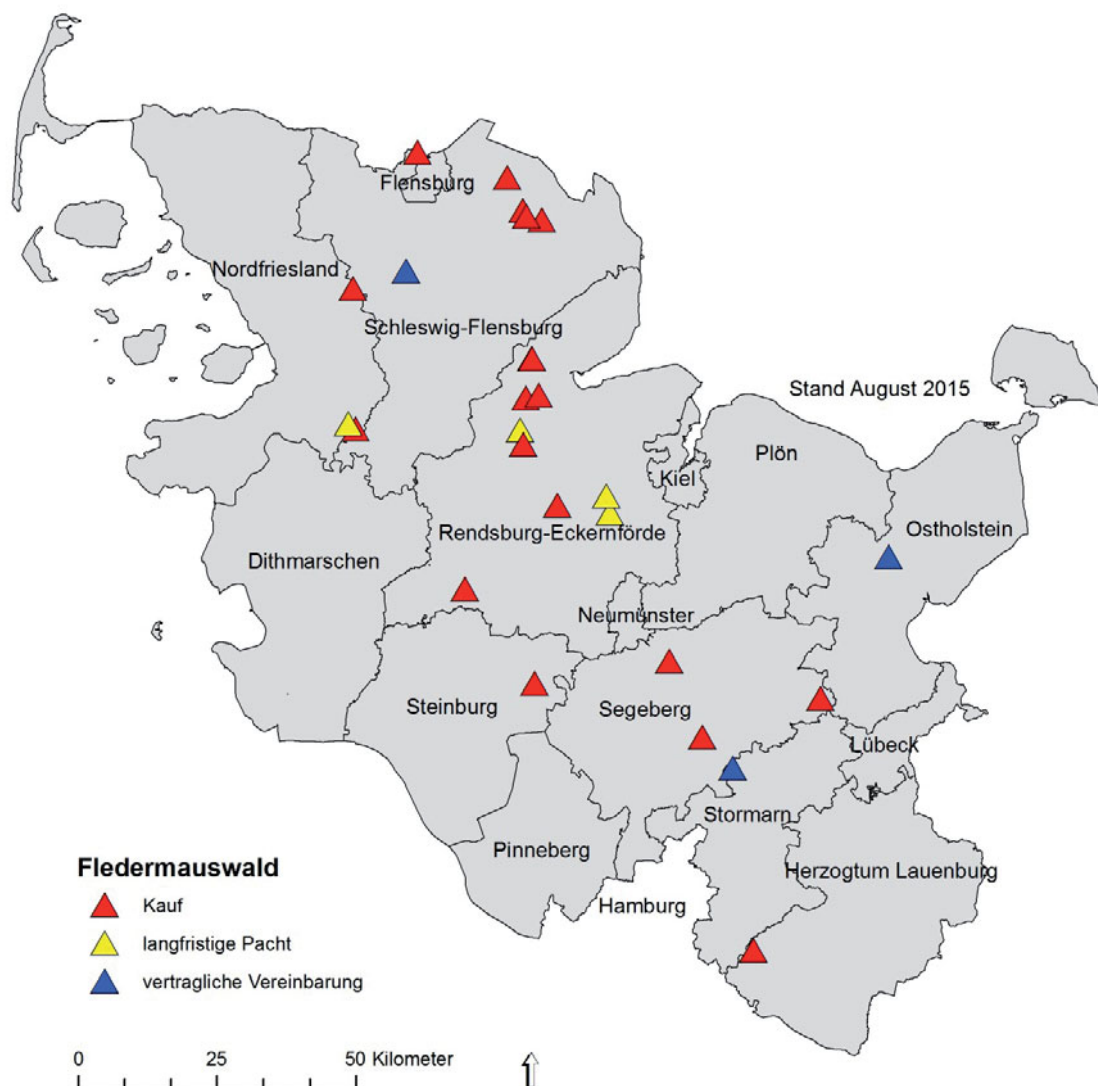 Flensburg
Nordfriesland
Schleswig-Flensburg
Stand August 2015
Plön
Kiel
Ostholstein
Rendsburg-Eckernförde
Dithmarschen
Neumünster
Steinburg
Segeberg
Lübeck
Stormarn
Pinneberg
Herzogtum Lauenburg
Hamburg
Fledermauswald
Kauf
langfristige Pacht
vertragliche Vereinbarung
0 25 50 Kilometer